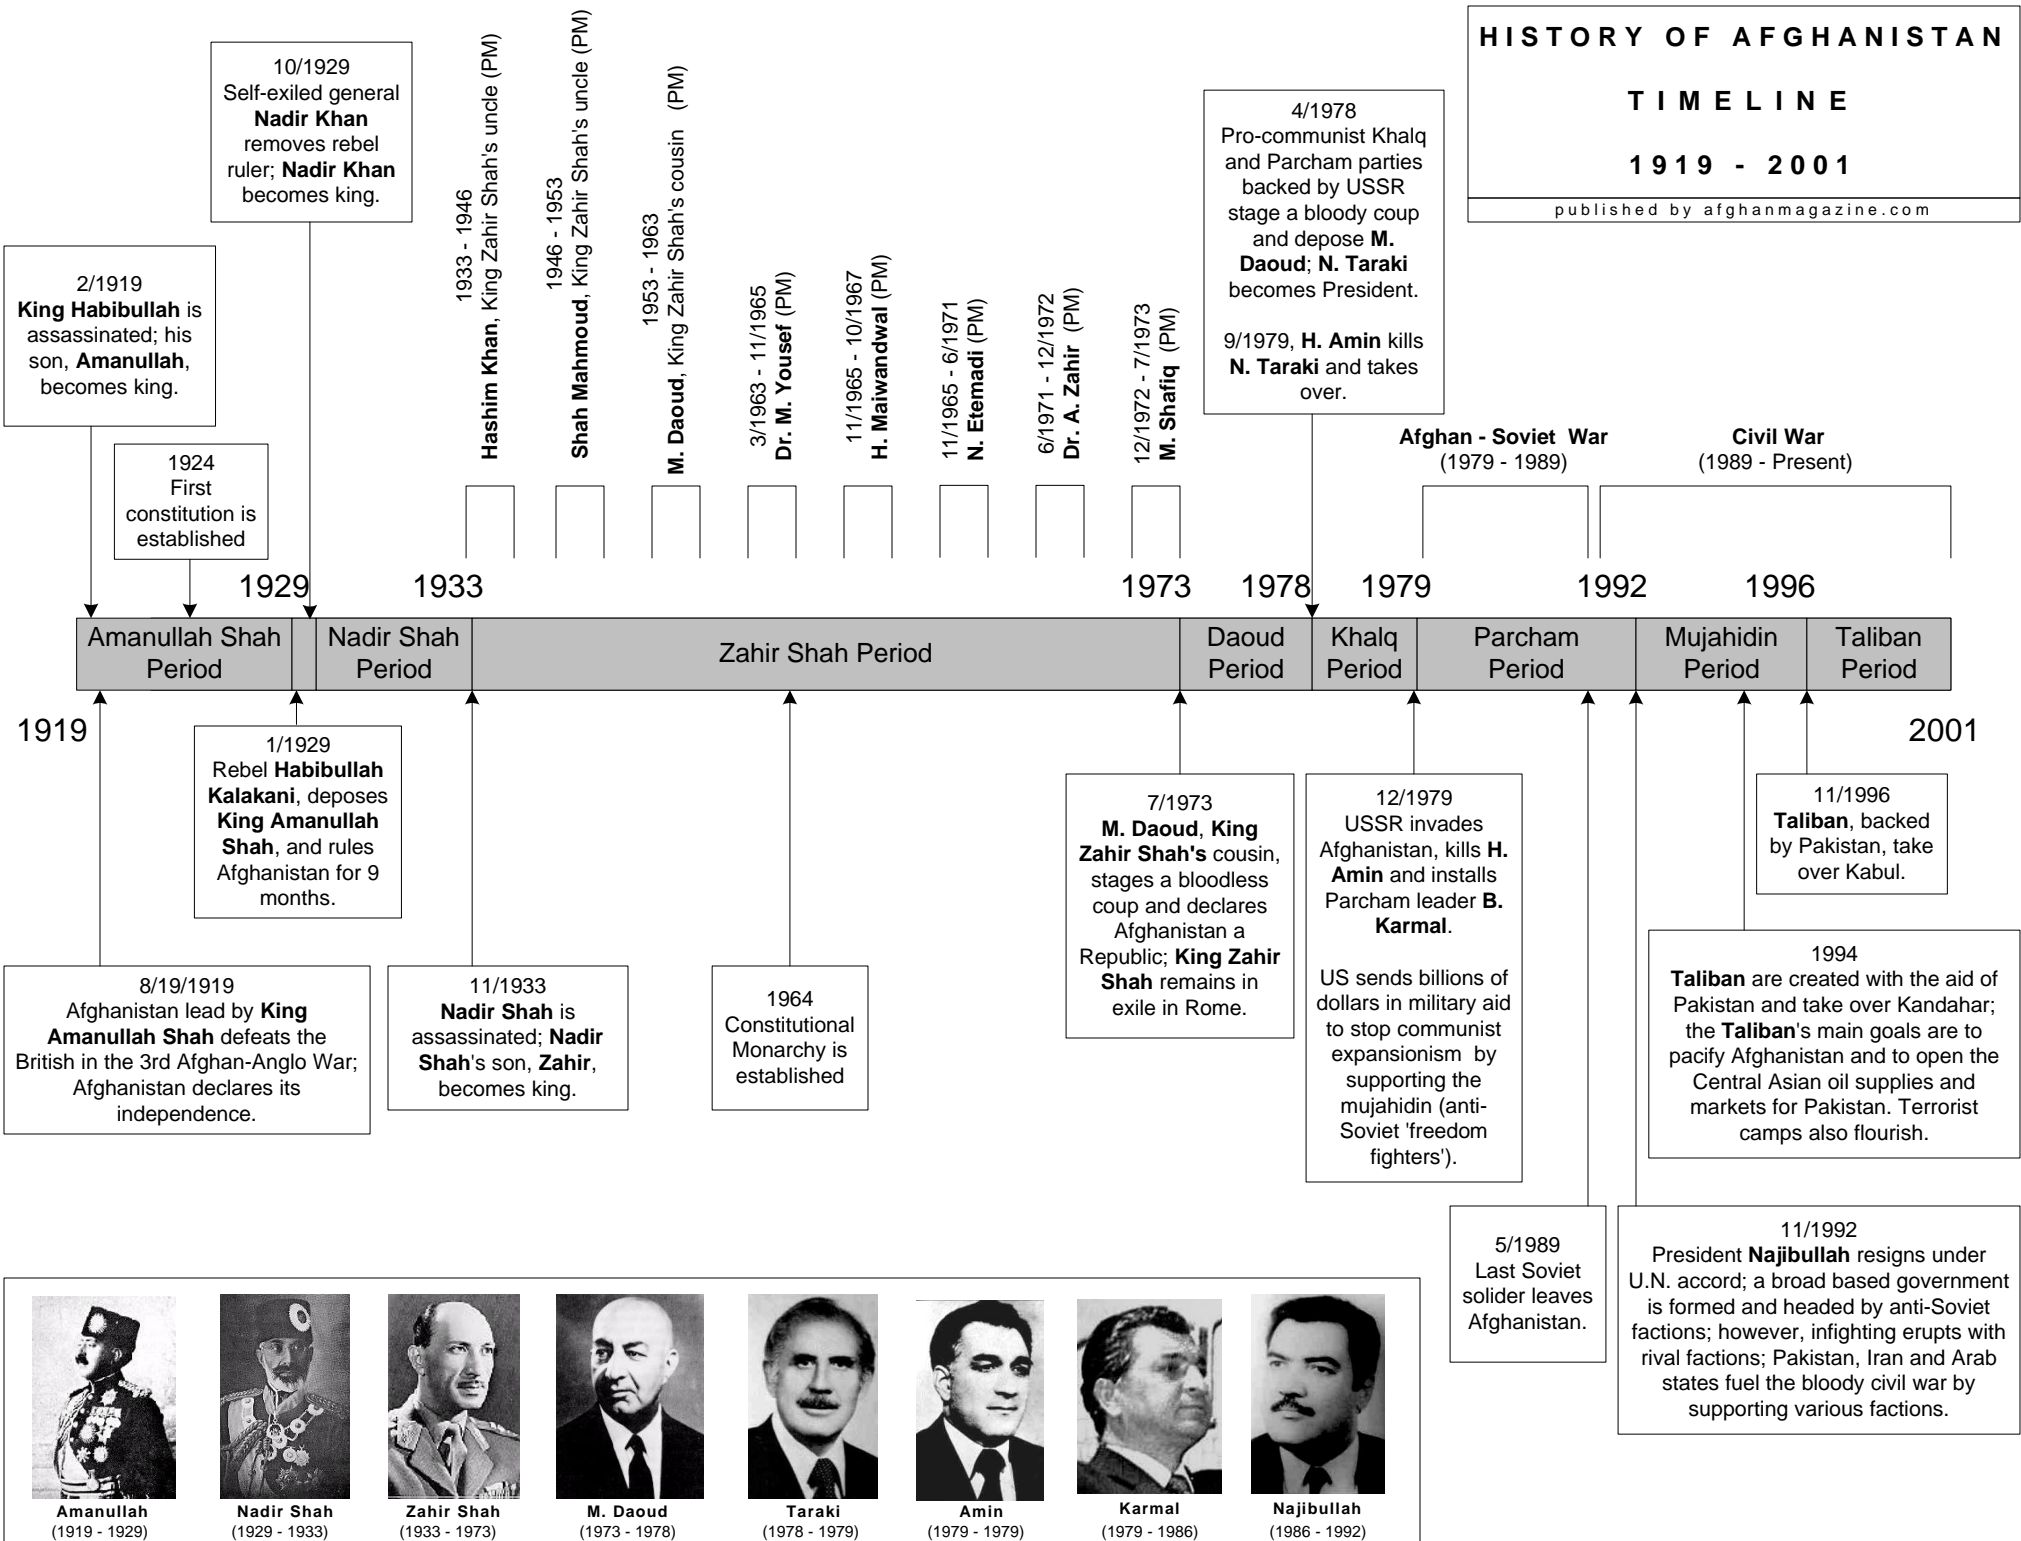 HISTORY OF AFGHANISTAN
TIMELINE
1919 - 2001
published by afghanmagazine.com
2/1919
King Habibullah is
assassinated; his
son, Amanullah,
becomes king.
1924
First
constitution is
established
10/1929
Self-exiled general
Nadir Khan
removes rebel
ruler; Nadir Khan
becomes king.
1933 - 1946
Hashim Khan, King Zahir Shah's uncle (PM)
1946 - 1953
Shah Mahmoud, King Zahir Shah's uncle (PM)
1953 - 1963
M. Daoud, King Zahir Shah's cousin (PM)
3/1963 - 11/1965
Dr. M. Yousef (PM)
11/1965 - 10/1967
H. Maiwandwal (PM)
11/1965 - 6/1971
N. Etemadi (PM)
6/1971 - 12/1972
Dr. A. Zahir (PM)
12/1972 - 7/1973
M. Shafiq (PM)
4/1978
Pro-communist Khalq
and Parcham parties
backed by USSR
stage a bloody coup
and depose M.
Daoud; N. Taraki
becomes President.
9/1979, H. Amin kills
N. Taraki and takes
over.
Afghan - Soviet War
(1979 - 1989)
Civil War
(1989 - Present)
1929
1933
1973
1978
1979
1992
1996
Amanullah Shah
Period
Nadir Shah
Period
Zahir Shah Period
Daoud
Period
Khalq
Period
Parcham
Period
Mujahidin
Period
Taliban
Period
1919
2001
1/1929
Rebel Habibullah
Kalakani, deposes
King Amanullah
Shah, and rules
Afghanistan for 9
months.
8/19/1919
Afghanistan lead by King
Amanullah Shah defeats the
British in the 3rd Afghan-Anglo War;
Afghanistan declares its
independence.
11/1933
Nadir Shah is
assassinated; Nadir
Shah's son, Zahir,
becomes king.
1964
Constitutional
Monarchy is
established
7/1973
M. Daoud, King
Zahir Shah's cousin,
stages a bloodless
coup and declares
Afghanistan a
Republic; King Zahir
Shah remains in
exile in Rome.
12/1979
USSR invades
Afghanistan, kills H.
Amin and installs
Parcham leader B.
Karmal.
US sends billions of
dollars in military aid
to stop communist
expansionism by
supporting the
mujahidin (anti-
Soviet 'freedom
fighters').
11/1996
Taliban, backed
by Pakistan, take
over Kabul.
1994
Taliban are created with the aid of
Pakistan and take over Kandahar;
the Taliban's main goals are to
pacify Afghanistan and to open the
Central Asian oil supplies and
markets for Pakistan. Terrorist
camps also flourish.
5/1989
Last Soviet
solider leaves
Afghanistan.
11/1992
President Najibullah resigns under
U.N. accord; a broad based government
is formed and headed by anti-Soviet
factions; however, infighting erupts with
rival factions; Pakistan, Iran and Arab
states fuel the bloody civil war by
supporting various factions.
Amanullah
(1919 - 1929)
Nadir Shah
(1929 - 1933)
Zahir Shah
(1933 - 1973)
M. Daoud
(1973 - 1978)
Taraki
(1978 - 1979)
Amin
(1979 - 1979)
Karmal
(1979 - 1986)
Najibullah
(1986 - 1992)